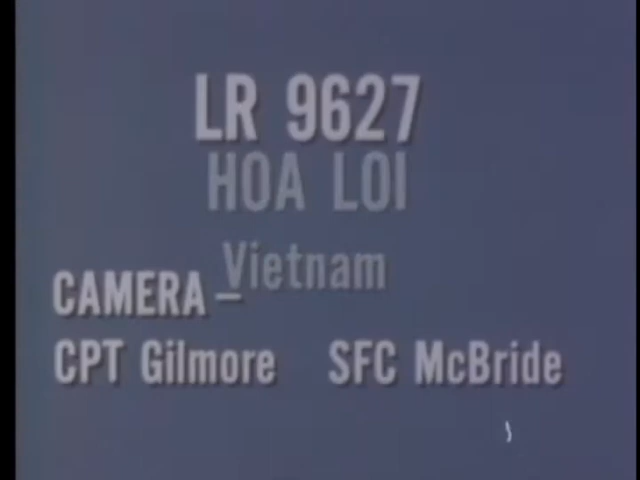 LR 9627
HOA LOI
Vietnam
CAMERA –
CPT Gilmore SFC McBride